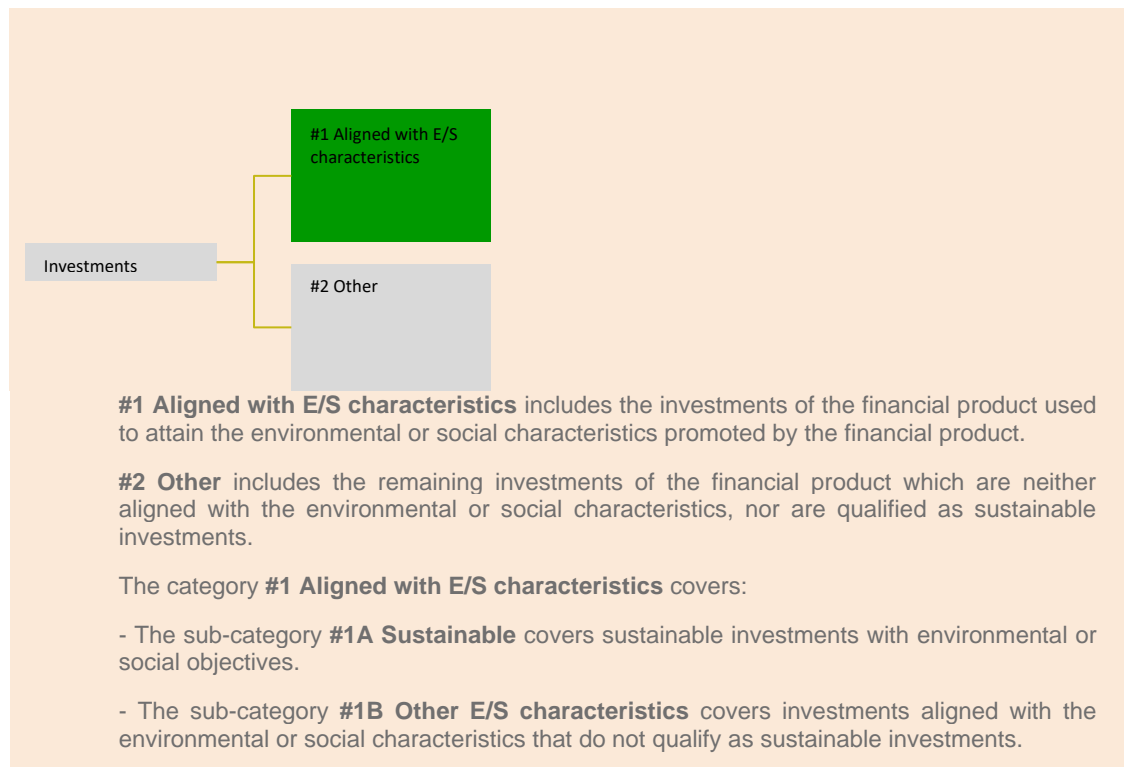 #1 Aligned with E/S
characteristics
Investments
#2 Other
#1 Aligned with E/S characteristics includes the investments of the financial product used
to attain the environmental or social characteristics promoted by the financial product.
#2 Other includes the remaining investments of the financial product which are neither
aligned with the environmental or social characteristics, nor are qualified as sustainable
investments.
The category #1 Aligned with E/S characteristics covers:
- The sub-category #1A Sustainable covers sustainable investments with environmental or
social objectives.
- The sub-category #1B Other E/S characteristics covers investments aligned with the
environmental or social characteristics that do not qualify as sustainable investments.